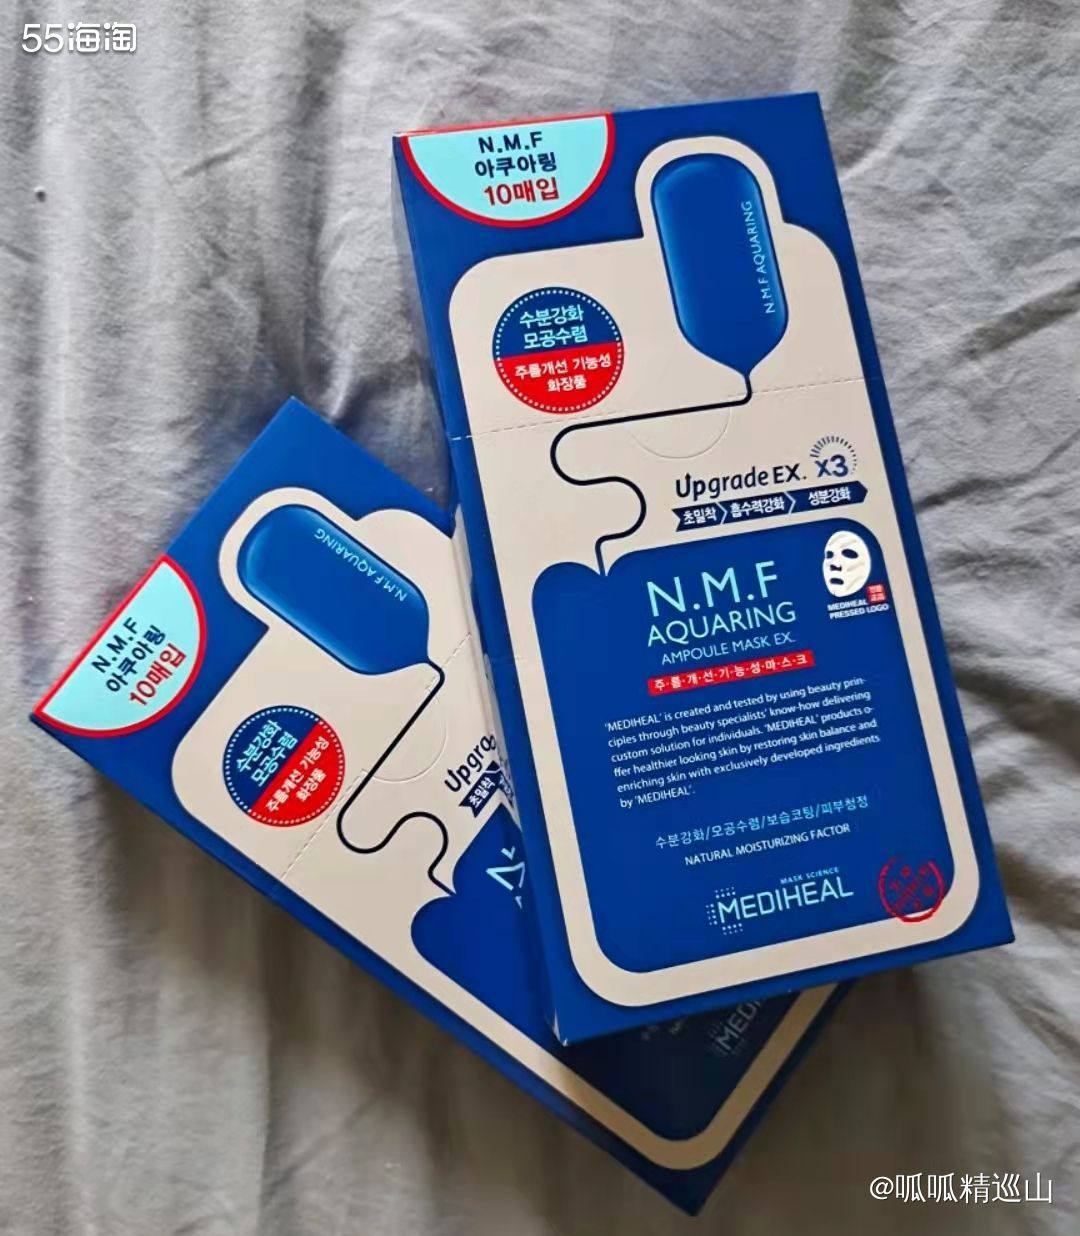 55海淘
N.M.F
아쿠아링
10매입
N.M.F AQUARING
수분강화
모공수렴
주름개선 기능성
화장품
Upgrade EX. X3
초밀착 흡수력강화 성분강화
MEDIHEAL
PRESSED LOGO
N.M.F
AQUARING
AMPOULE MASK EX.
주·름·개·선·기·능·성·마·스·크
'MEDIHEAL' is created and tested by using beauty prin-
ciples through beauty specialists' know-how delivering
custom solution for individuals. 'MEDIHEAL' products o-
ffer healthier looking skin by restoring skin balance and
enriching skin with exclusively developed ingredients
by 'MEDIHEAL'.
수분강화/모공수렴/보습코팅/피부청정
NATURAL MOISTURIZING FACTOR
MASK SCIENCE
MEDIHEAL
N.M.F
아쿠아링
10매입
N.M.F AQUARING
수분강화
모공수렴
주름개선 기능성
화장품
Upgra
초밀착
N
MEDI
@呱呱精巡山